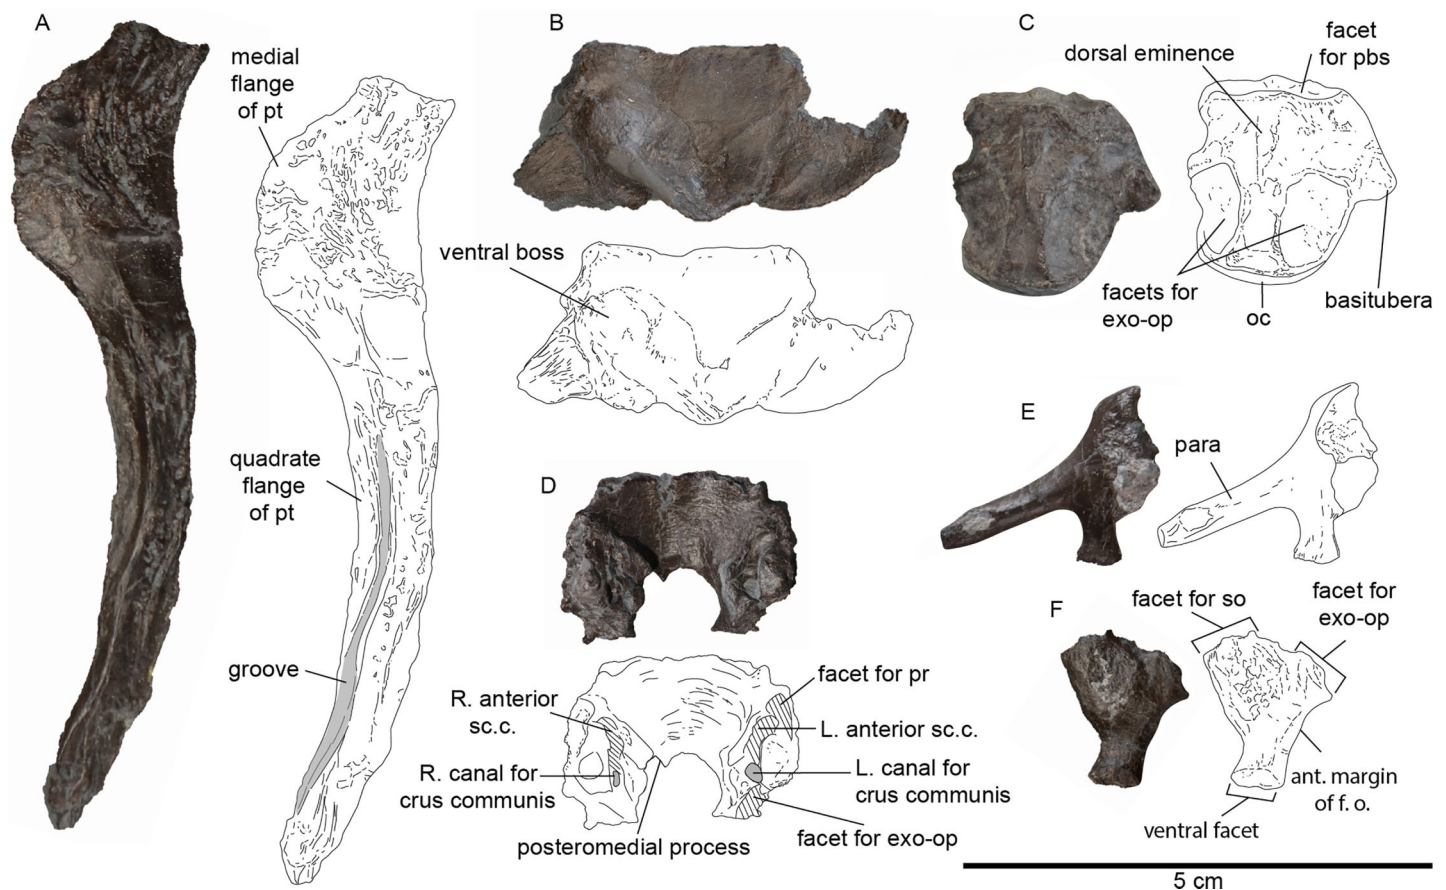 A
medial
flange
of pt
quadrate
flange
of pt
groove
B
ventral boss
C
dorsal eminence
facet
for pbs
facets for
exo-op
oc
basitubera
D
R. anterior
sc.c.
R. canal for
crus communis
posteromedial process
facet for pr
L. anterior sc.c.
L. canal for
crus communis
facet for exo-op
E
para
F
facet for so
facet for
exo-op
ant. margin
of f. o.
ventral facet
5 cm